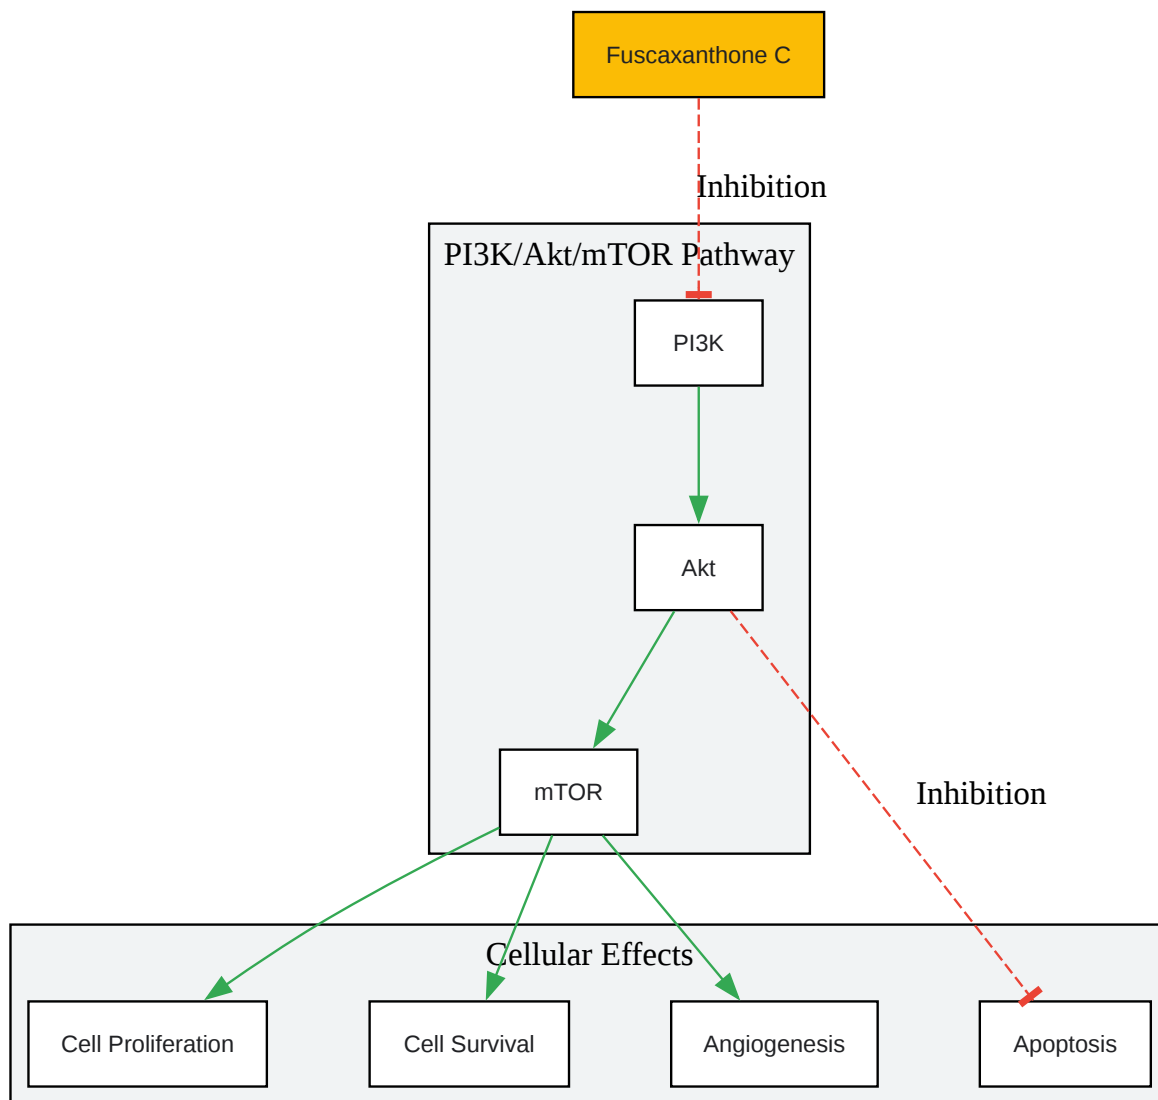 Fuscaxanthone C
Inhibition
PI3K/Akt/mTOR Pathway
PI3K
Akt
mTOR
Inhibition
Cellular Effects
Cell Proliferation
Cell Survival
Angiogenesis
Apoptosis